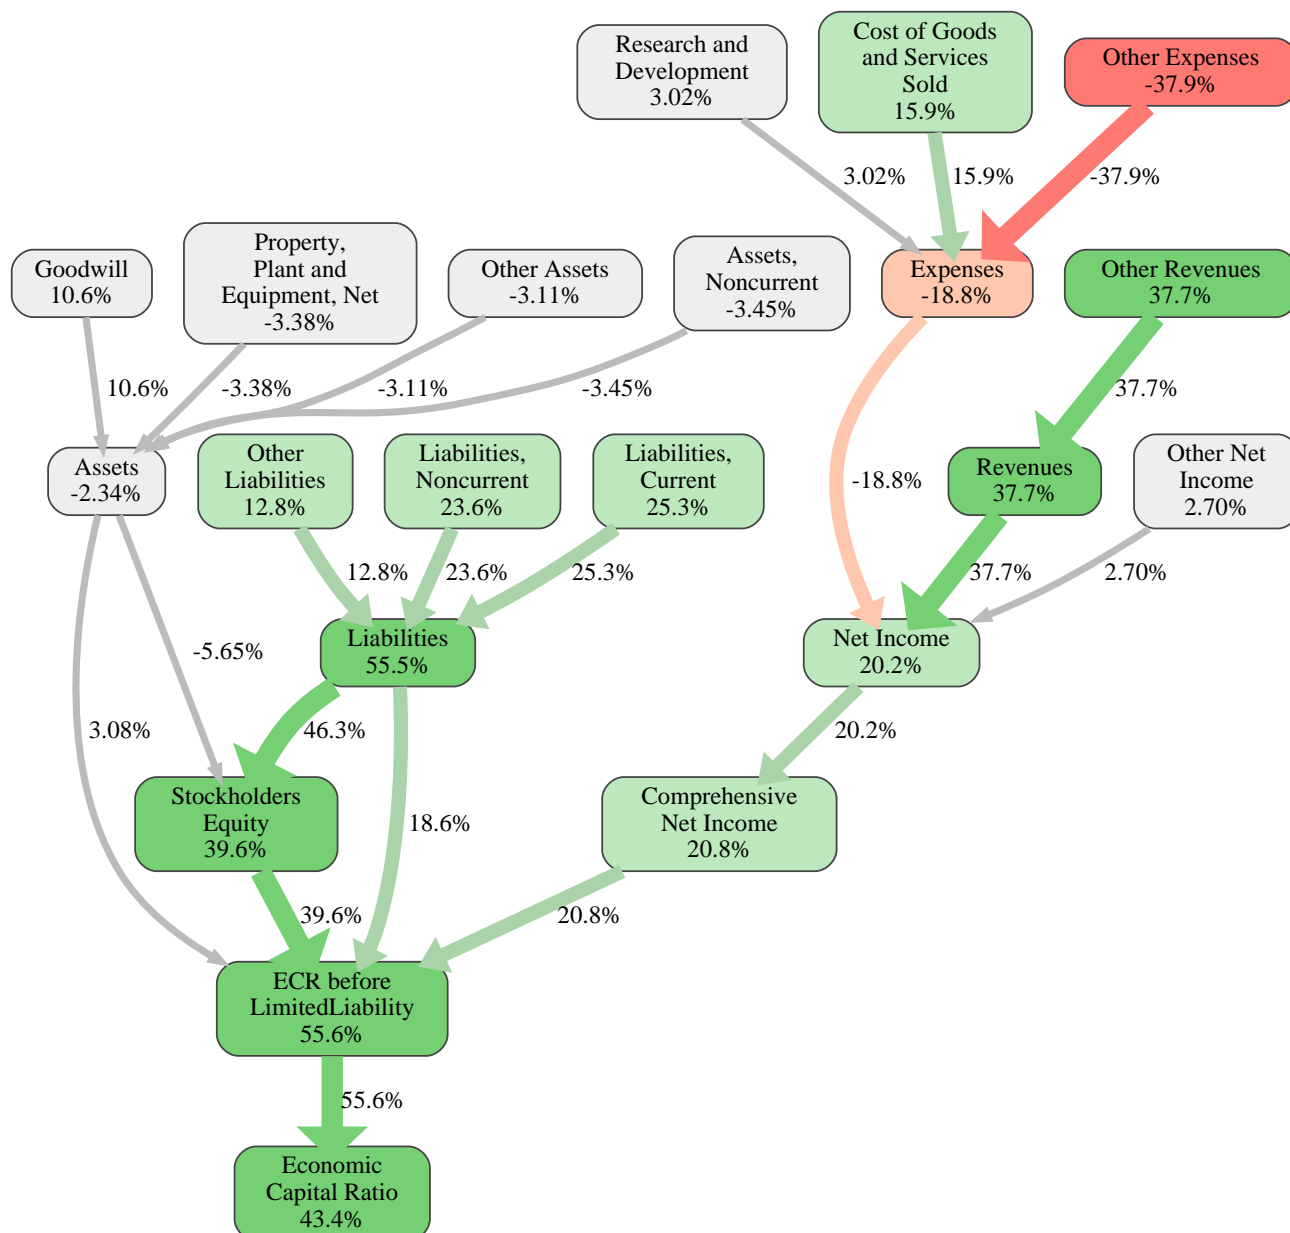 Research and
Development
3.02%
Cost of Goods
and Services
Sold
15.9%
Other Expenses
-37.9%
3.02%
15.9%
-37.9%
Goodwill
10.6%
Property,
Plant and
Equipment, Net
-3.38%
Other Assets
-3.11%
Assets,
Noncurrent
-3.45%
Expenses
-18.8%
Other Revenues
37.7%
10.6%
-3.38%
-3.11%
-3.45%
37.7%
Assets
-2.34%
Other
Liabilities
12.8%
Liabilities,
Noncurrent
23.6%
Liabilities,
Current
25.3%
-18.8%
Revenues
37.7%
Other Net
Income
2.70%
12.8%
23.6%
25.3%
37.7%
2.70%
-5.65%
Liabilities
55.5%
Net Income
20.2%
3.08%
46.3%
20.2%
Stockholders
Equity
39.6%
18.6%
Comprehensive
Net Income
20.8%
39.6%
20.8%
ECR before
LimitedLiability
55.6%
55.6%
Economic
Capital Ratio
43.4%